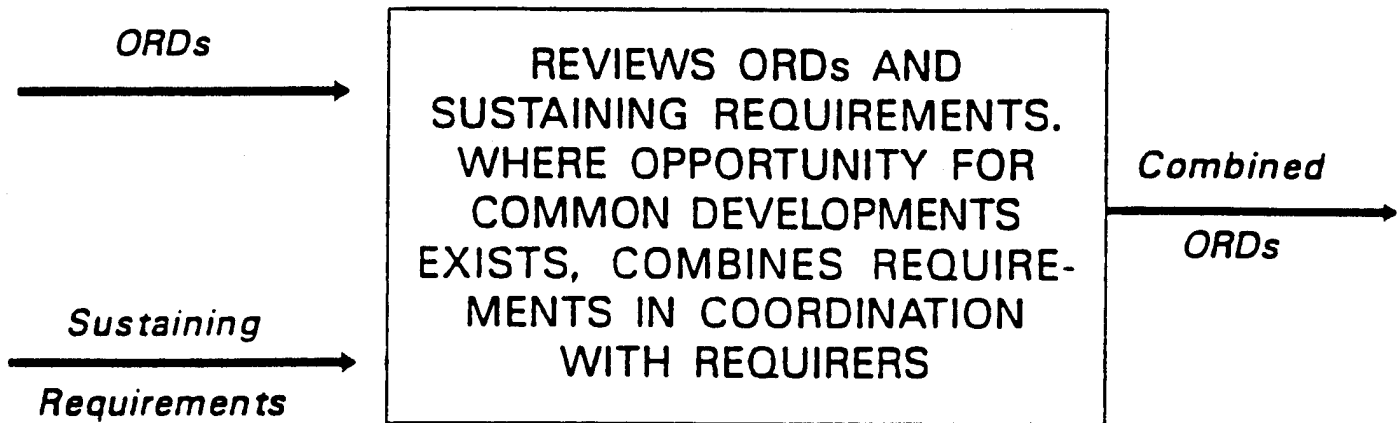 ORDs
Sustaining
Requirements
REVIEWS ORDs AND
SUSTAINING REQUIREMENTS.
WHERE OPPORTUNITY FOR
COMMON DEVELOPMENTS
EXISTS, COMBINES REQUIRE-
MENTS IN COORDINATION
WITH REQUIRERS
Combined
ORDs